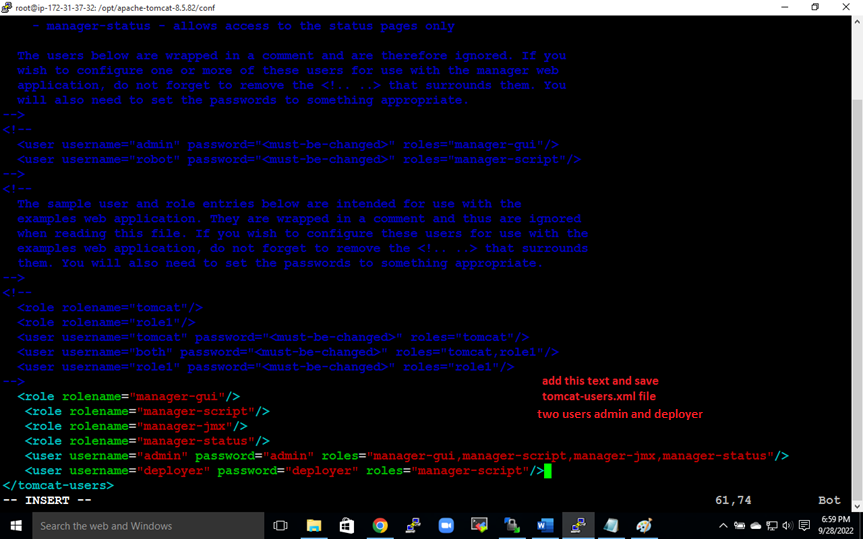 root@ip-172-31-37-32: /opt/apache-tomcat-8.5.82/conf
- manager-status - allows access to the status pages only
The users below are wrapped in a comment and are therefore ignored. If you
wish to configure one or more of these users for use with the manager web
application, do not forget to remove the <!.. ..> that surrounds them. You
will also need to set the passwords to something appropriate.
-->
<!--
<user username="admin" password="<must-be-changed>" roles="manager-gui"/>
<user username="robot" password="<must-be-changed>" roles="manager-script"/>
-->
<!--
The sample user and role entries below are intended for use with the
examples web application. They are wrapped in a comment and thus are ignored
when reading this file. If you wish to configure these users for use with the
examples web application, do not forget to remove the <!.. ..> that surrounds
them. You will also need to set the passwords to something appropriate.
-->
<!--
<role rolename="tomcat"/>
<role rolename="role1"/>
<user username="tomcat" password="<must-be-changed>" roles="tomcat"/>
<user username="both" password="<must-be-changed>" roles="tomcat,role1"/>
<user username="role1" password="<must-be-changed>" roles="role1"/>
-->
add this text and save
tomcat-users.xml file
two users admin and deployer
<role rolename="manager-gui"/>
<role rolename="manager-script"/>
<role rolename="manager-jmx"/>
<role rolename="manager-status"/>
<user username="admin" password="admin" roles="manager-gui,manager-script,manager-jmx,manager-status"/>
<user username="deployer" password="deployer" roles="manager-script"/>
</tomcat-users>
-- INSERT -- 61,74 Bot
Search the web and Windows
6:59 PM
9/28/2022